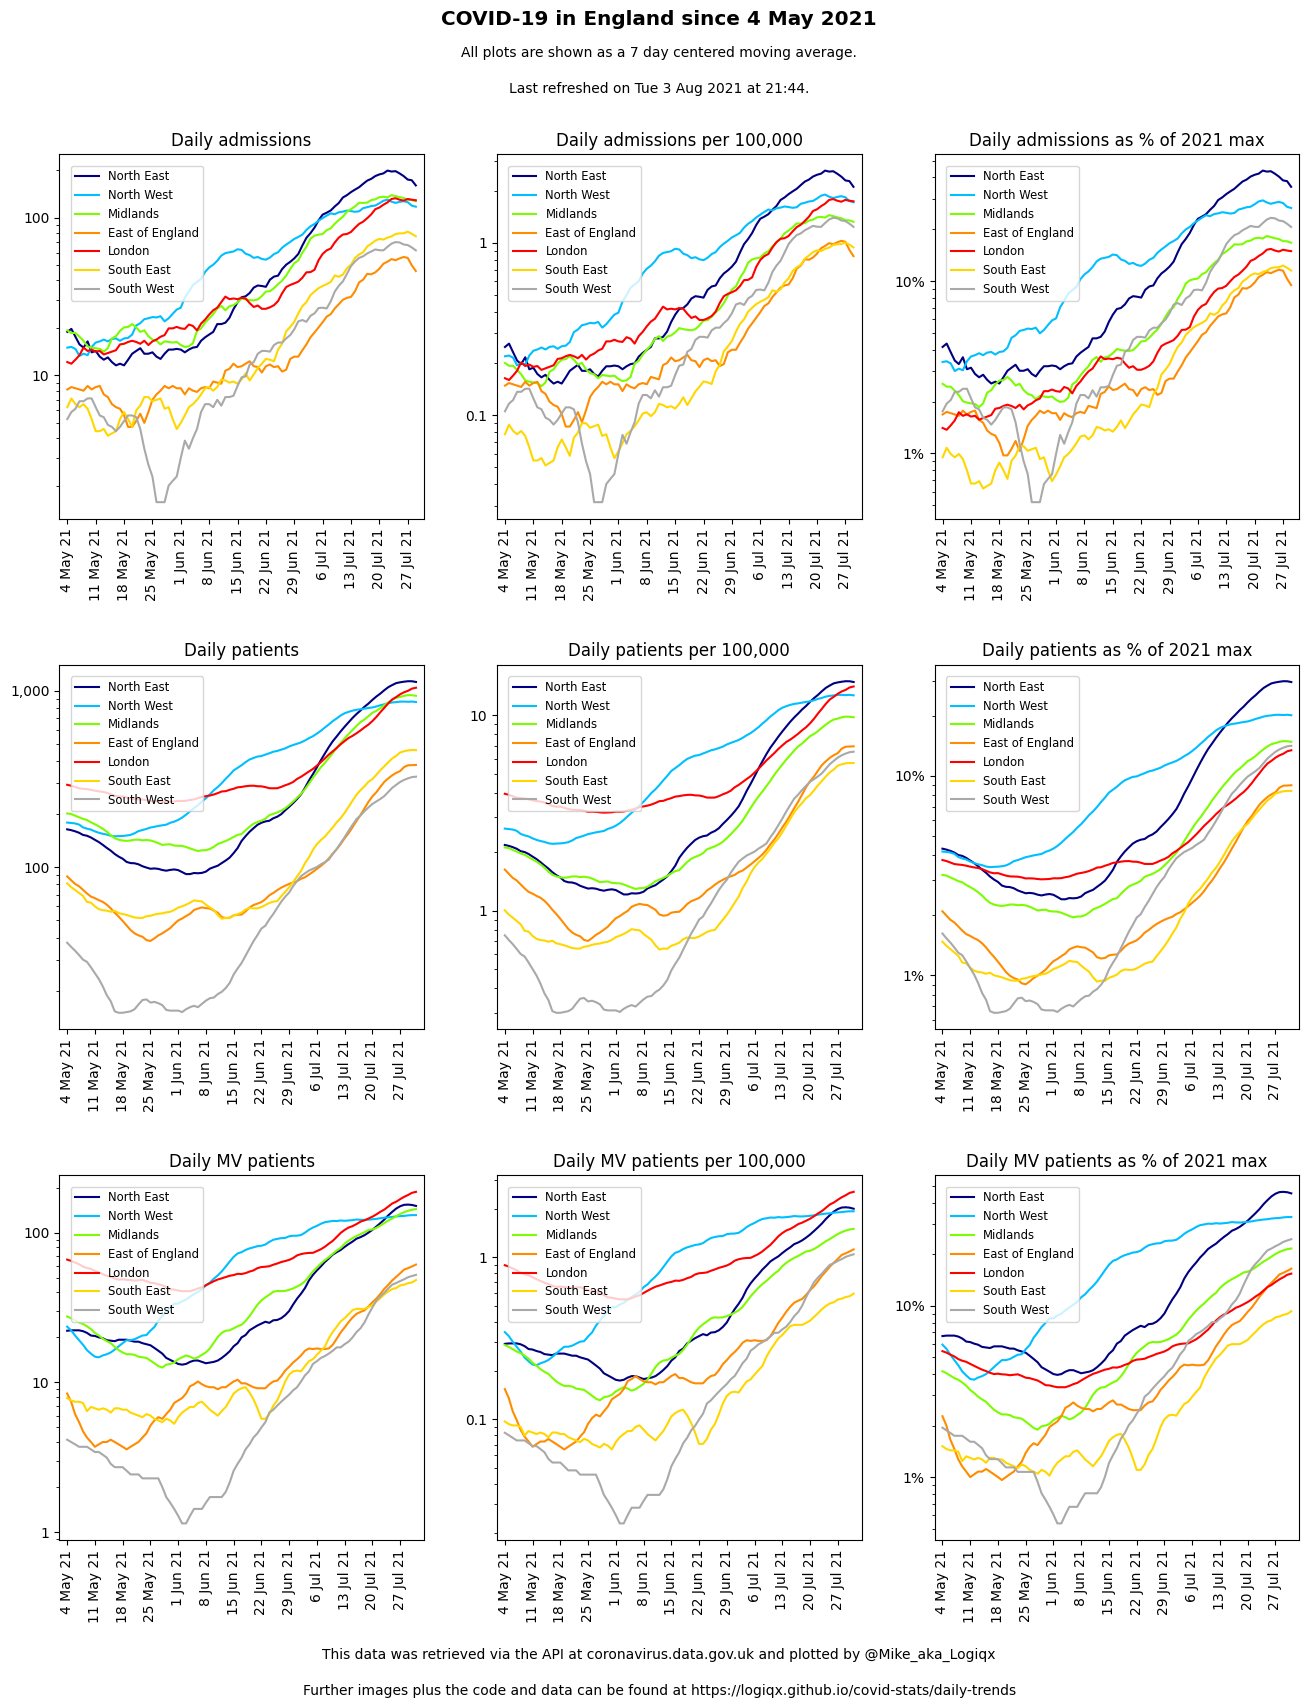 COVID-19 in England since 4 May 2021
All plots are shown as a 7 day centered moving average.
Last refreshed on Tue 3 Aug 2021 at 21:44.
Daily admissions
North East
North West
Midlands
East of England
London
South East
South West
100
10
4 May 21
11 May 21
18 May 21
25 May 21
1 Jun 21
8 Jun 21
15 Jun 21
22 Jun 21
29 Jun 21
6 Jul 21
13 Jul 21
20 Jul 21
27 Jul 21
Daily admissions per 100,000
North East
North West
Midlands
East of England
London
South East
South West
1
0.1
4 May 21
11 May 21
18 May 21
25 May 21
1 Jun 21
8 Jun 21
15 Jun 21
22 Jun 21
29 Jun 21
6 Jul 21
13 Jul 21
20 Jul 21
27 Jul 21
Daily admissions as % of 2021 max
North East
North West
Midlands
East of England
London
South East
South West
10%
1%
4 May 21
11 May 21
18 May 21
25 May 21
1 Jun 21
8 Jun 21
15 Jun 21
22 Jun 21
29 Jun 21
6 Jul 21
13 Jul 21
20 Jul 21
27 Jul 21
Daily patients
North East
North West
Midlands
East of England
London
South East
South West
1,000
100
4 May 21
11 May 21
18 May 21
25 May 21
1 Jun 21
8 Jun 21
15 Jun 21
22 Jun 21
29 Jun 21
6 Jul 21
13 Jul 21
20 Jul 21
27 Jul 21
Daily patients per 100,000
North East
North West
Midlands
East of England
London
South East
South West
10
1
4 May 21
11 May 21
18 May 21
25 May 21
1 Jun 21
8 Jun 21
15 Jun 21
22 Jun 21
29 Jun 21
6 Jul 21
13 Jul 21
20 Jul 21
27 Jul 21
Daily patients as % of 2021 max
North East
North West
Midlands
East of England
London
South East
South West
10%
1%
4 May 21
11 May 21
18 May 21
25 May 21
1 Jun 21
8 Jun 21
15 Jun 21
22 Jun 21
29 Jun 21
6 Jul 21
13 Jul 21
20 Jul 21
27 Jul 21
Daily MV patients
North East
North West
Midlands
East of England
London
South East
South West
100
10
1
4 May 21
11 May 21
18 May 21
25 May 21
1 Jun 21
8 Jun 21
15 Jun 21
22 Jun 21
29 Jun 21
6 Jul 21
13 Jul 21
20 Jul 21
27 Jul 21
Daily MV patients per 100,000
North East
North West
Midlands
East of England
London
South East
South West
1
0.1
4 May 21
11 May 21
18 May 21
25 May 21
1 Jun 21
8 Jun 21
15 Jun 21
22 Jun 21
29 Jun 21
6 Jul 21
13 Jul 21
20 Jul 21
27 Jul 21
Daily MV patients as % of 2021 max
North East
North West
Midlands
East of England
London
South East
South West
10%
1%
4 May 21
11 May 21
18 May 21
25 May 21
1 Jun 21
8 Jun 21
15 Jun 21
22 Jun 21
29 Jun 21
6 Jul 21
13 Jul 21
20 Jul 21
27 Jul 21
This data was retrieved via the API at coronavirus.data.gov.uk and plotted by @Mike_aka_Logiqx
Further images plus the code and data can be found at https://logiqx.github.io/covid-stats/daily-trends